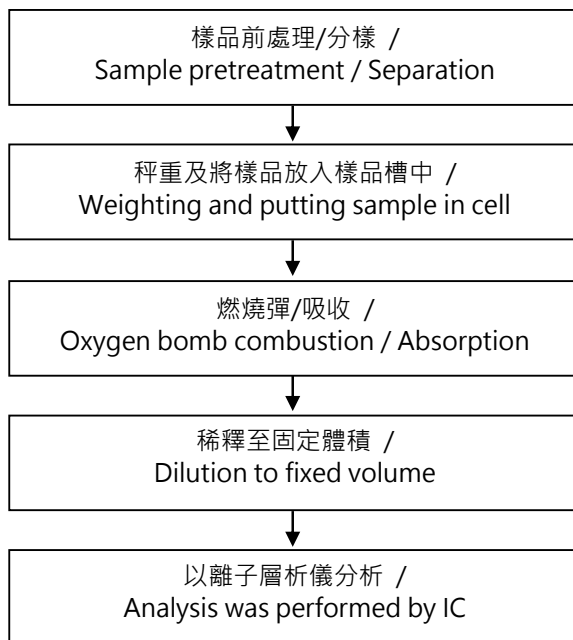 樣品前處理/分樣 /
Sample pretreatment / Separation
秤重及將樣品放入樣品槽中 /
Weighting and putting sample in cell
燃燒彈/吸收 /
Oxygen bomb combustion / Absorption
稀釋至固定體積 /
Dilution to fixed volume
以離子層析儀分析 /
Analysis was performed by IC